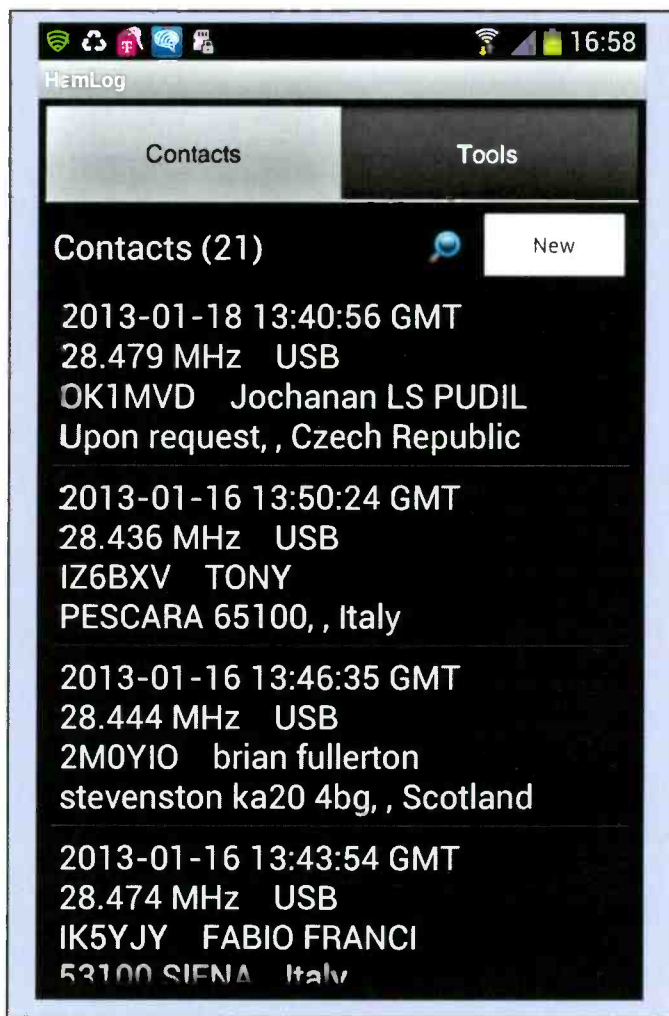 16:58
HamLog
Contacts Tools
Contacts (21) New
2013-01-18 13:40:56 GMT
28.479 MHz USB
OK1MVD Jochanan LS PUDIL
Upon request, , Czech Republic
2013-01-16 13:50:24 GMT
28.436 MHz USB
IZ6BXV TONY
PESCARA 65100, , Italy
2013-01-16 13:46:35 GMT
28.444 MHz USB
2M0YIO brian fullerton
stevenston ka20 4bg, , Scotland
2013-01-16 13:43:54 GMT
28.474 MHz USB
IK5YJY FABIO FRANCI
53100 SIENA Italy